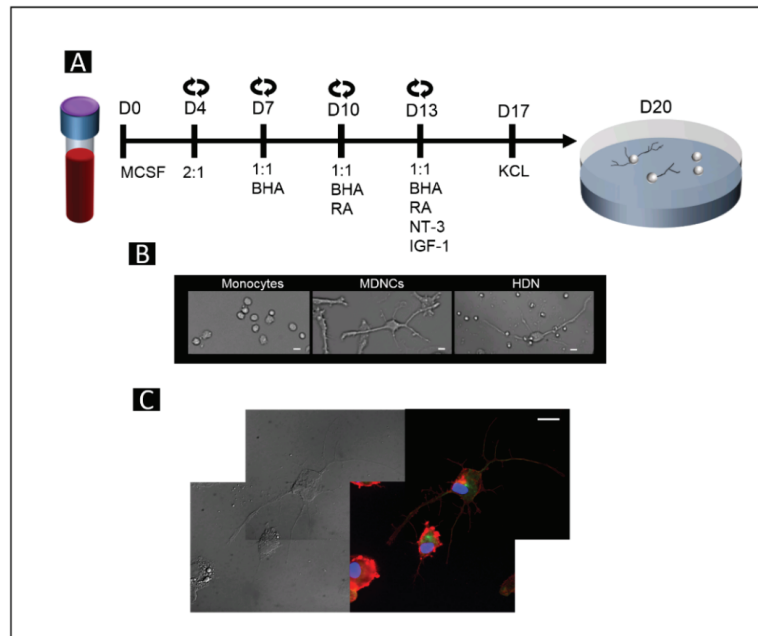 A
D0 D4 D7 D10 D13 D17 D20
MCSF 2:1 1:1 1:1 1:1 KCL
BHA BHA BHA
RA RA
NT-3
IGF-1
B
Monocytes MDNCs HDN
C